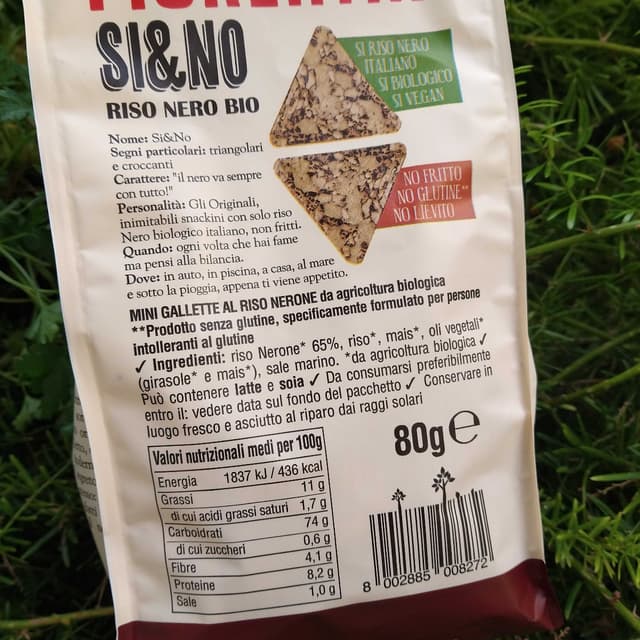 SI&NO
RISO NERO BIO
SI RISO NERO
ITALIANO
SI BIOLOGICO
SI VEGAN
NO FRITTO
NO GLUTINE**
NO LIEVITO
Nome: Si&No
Segni particolari: triangolari
e croccanti
Carattere: "il nero va sempre
con tutto!"
Personalità: Gli Originali,
inimitabili snackini con solo riso
Nero biologico italiano, non fritti.
Quando: ogni volta che hai fame
ma pensi alla bilancia.
Dove: in auto, in piscina, a casa, al mare
e sotto la pioggia, appena ti viene appetito.
MINI GALLETTE AL RISO NERONE da agricoltura biologica
**Prodotto senza glutine, specificamente formulato per persone
intolleranti al glutine
✓ Ingredienti: riso Nerone* 65%, riso*, mais*, oli vegetali*
(girasole* e mais*), sale marino. *da agricoltura biologica ✓
Può contenere latte e soia ✓ Da consumarsi preferibilmente
entro il: vedere data sul fondo del pacchetto ✓ Conservare in
luogo fresco e asciutto al riparo dai raggi solari
80g e
Valori nutrizionali medi per 100g
Energia 1837 kJ / 436 kcal
Grassi 11 g
di cui acidi grassi saturi 1,7 g
Carboidrati 74 g
di cui zuccheri 0,6 g
Fibre 4,1 g
Proteine 8,2 g
Sale 1,0 g
8 002885 008272